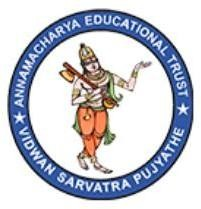 ANNAMACHARYA EDUCATIONAL TRUST
VIDWAN SARVATRA PUJYATHE